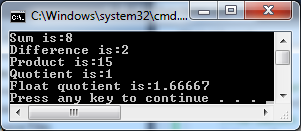 C:\Windows\system32\cmd....
Sum is:8
Difference is:2
Product is:15
Quotient is:1
Float quotient is:1.66667
Press any key to continue . . .